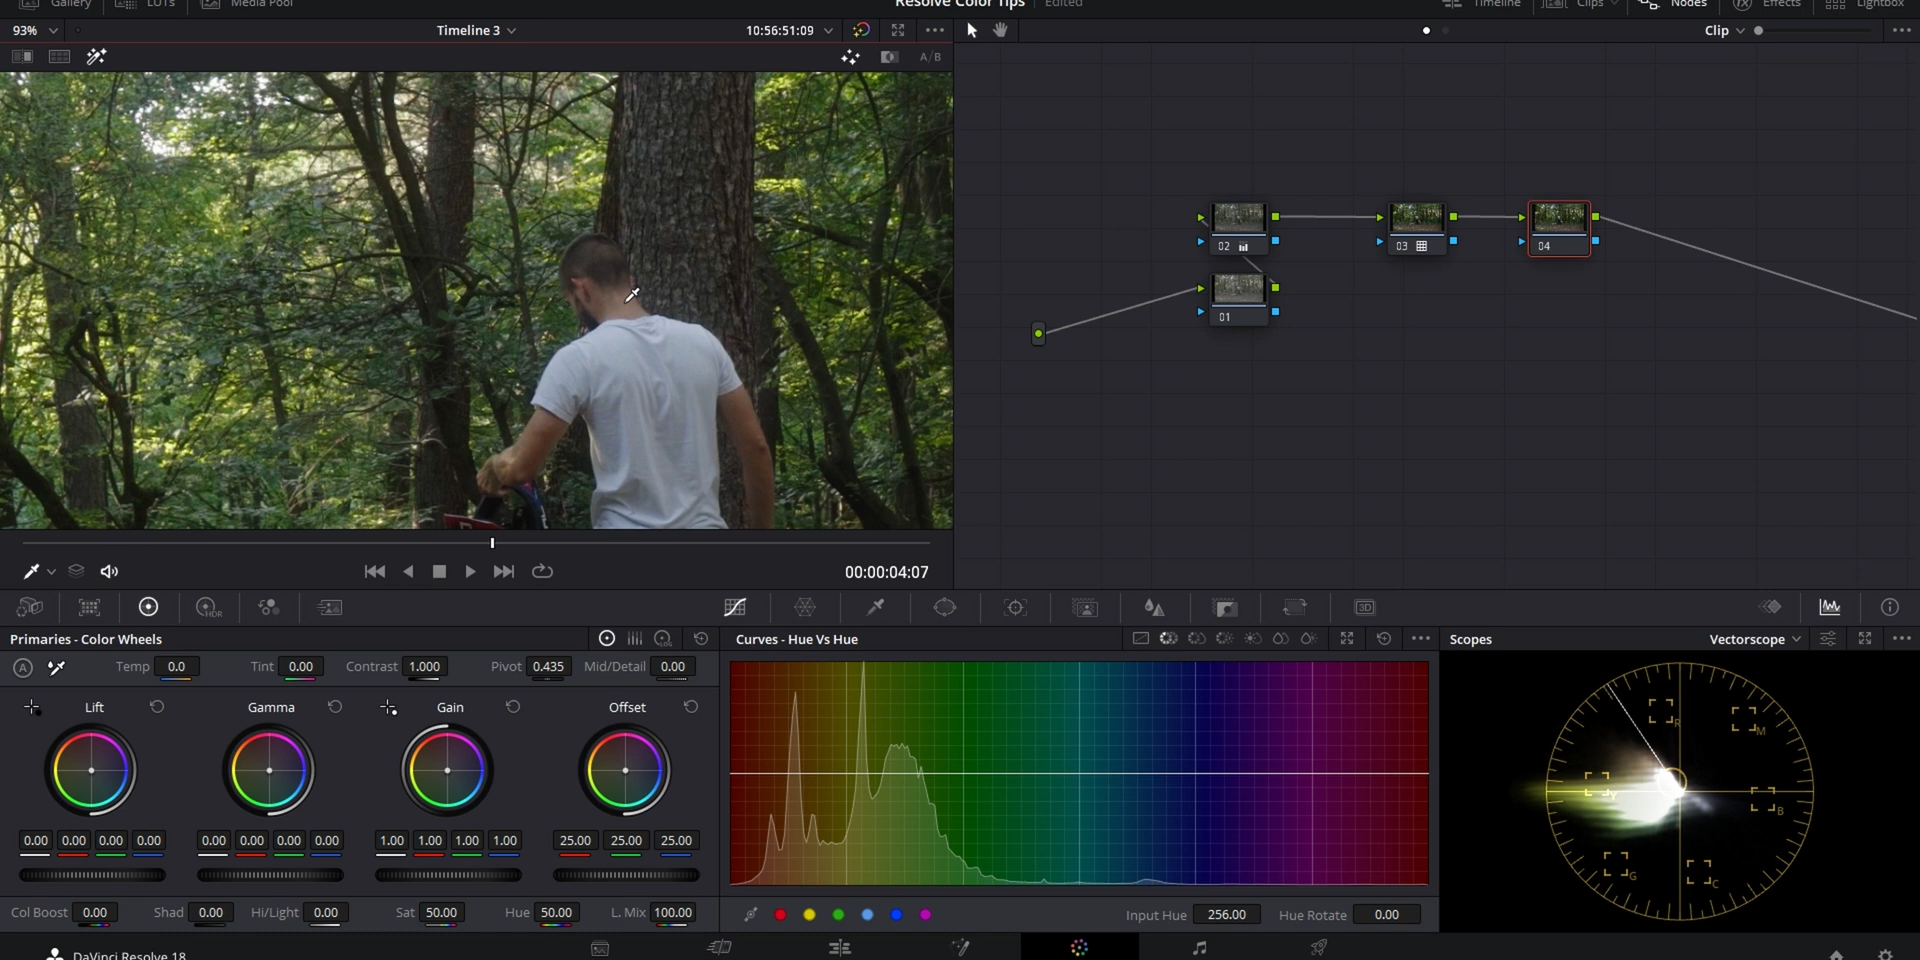 Gallery LUTs Media Pool Resolve Color Tips Edited Timeline Clips Nodes Effects Lightbox
93% Timeline 3 10:56:51:09 Clip
A/B
02 03 04
01
00:00:04:07
HDR 3D
Primaries - Color Wheels Curves - Hue Vs Hue Scopes Vectorscope
A Temp 0.0 Tint 0.00 Contrast 1.000 Pivot 0.435 Mid/Detail 0.00
Lift Gamma Gain Offset
R M
Y B
G C
0.00 0.00 0.00 0.00 0.00 0.00 0.00 0.00 1.00 1.00 1.00 1.00 25.00 25.00 25.00
Col Boost 0.00 Shad 0.00 Hi/Light 0.00 Sat 50.00 Hue 50.00 L. Mix 100.00 Input Hue 256.00 Hue Rotate 0.00
DaVinci Resolve 18